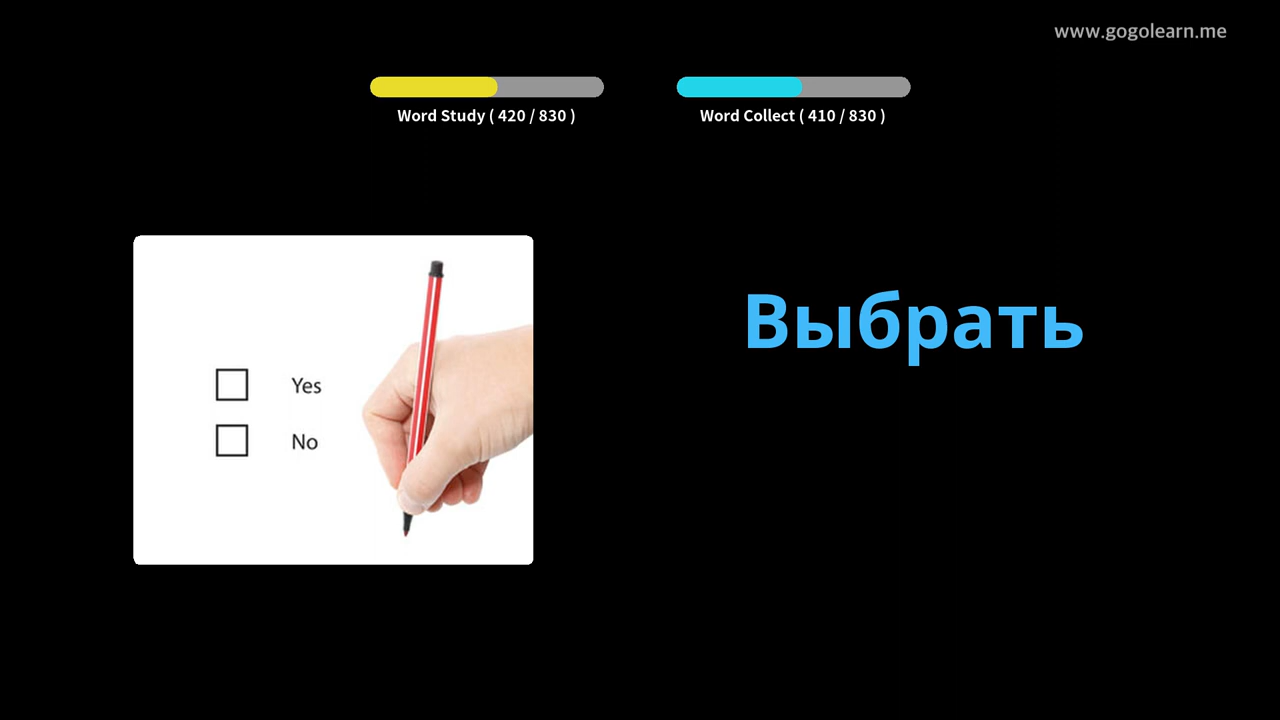 www.gogolearn.me
Word Study ( 420 / 830 )
Word Collect ( 410 / 830 )
Yes
No
Выбрать